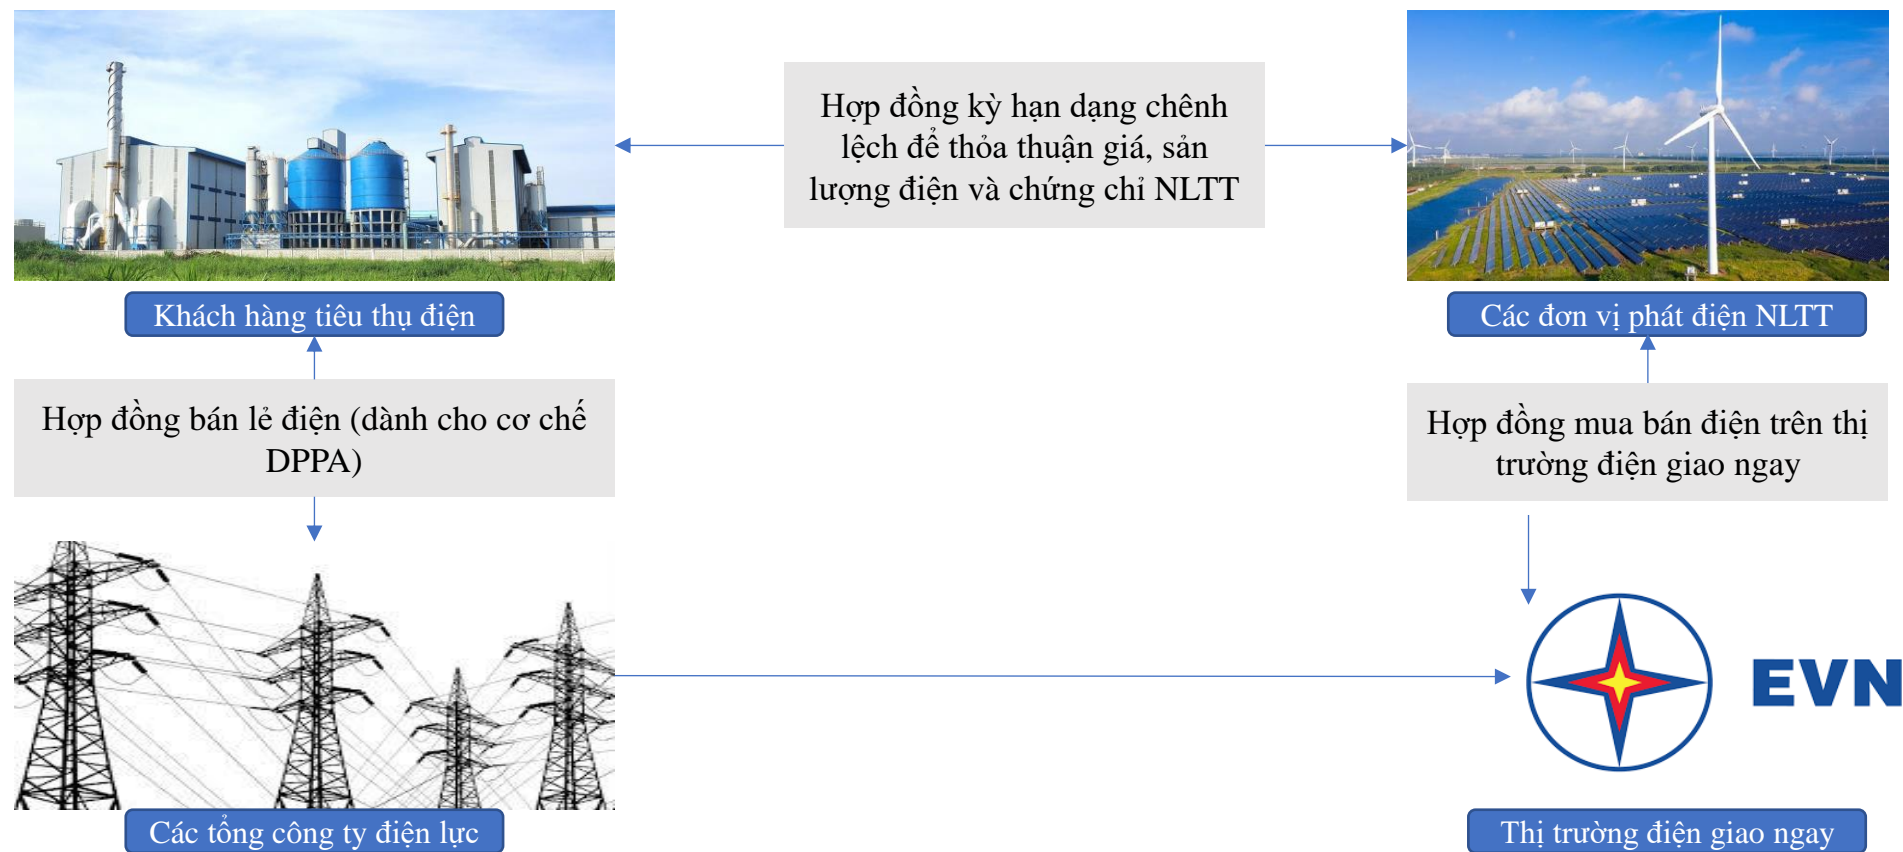 Hợp đồng kỳ hạn dạng chênh
lệch để thỏa thuận giá, sản
lượng điện và chứng chỉ NLTT
Khách hàng tiêu thụ điện
Các đơn vị phát điện NLTT
Hợp đồng bán lẻ điện (dành cho cơ chế
DPPA)
Hợp đồng mua bán điện trên thị
trường điện giao ngay
EVN
Các tổng công ty điện lực
Thị trường điện giao ngay